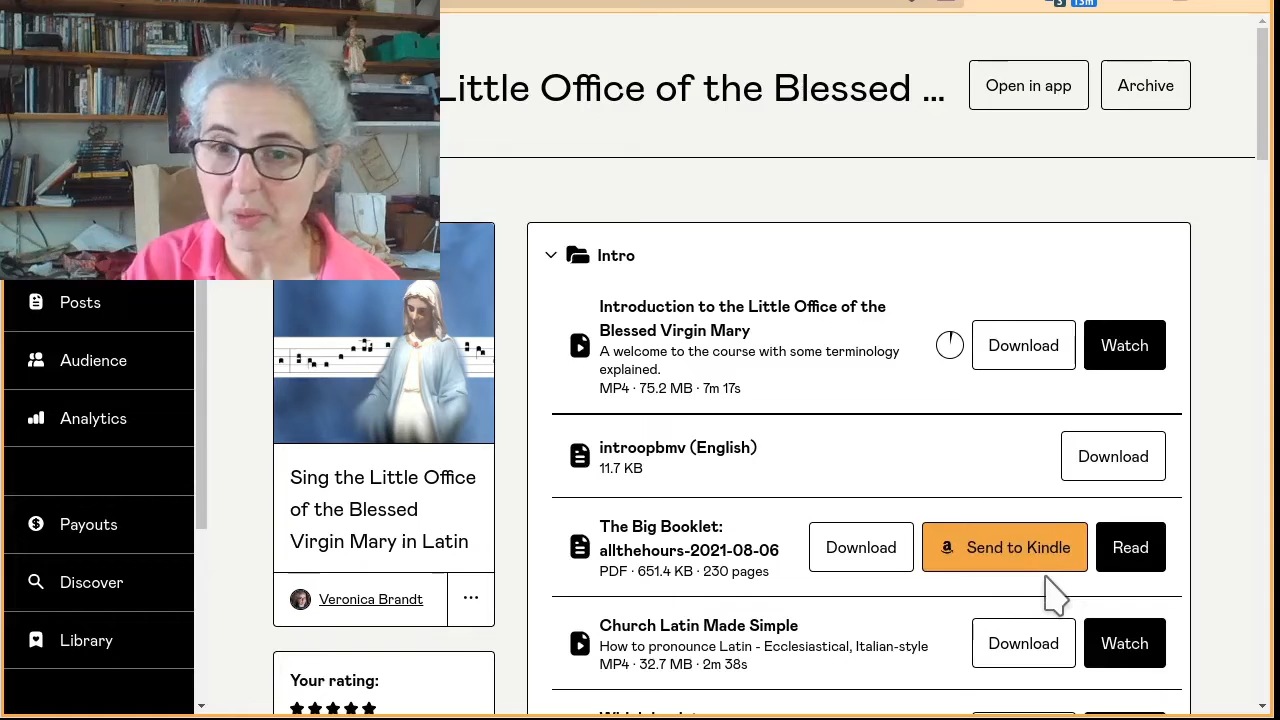 3
13m
Little Office of the Blessed ...
Open in app
Archive
Posts
Audience
Analytics
Payouts
Discover
Library
Sing the Little Office
of the Blessed
Virgin Mary in Latin
Veronica Brandt
...
Your rating:
Intro
Introduction to the Little Office of the
Blessed Virgin Mary
A welcome to the course with some terminology
explained.
MP4 · 75.2 MB · 7m 17s
Download
Watch
introopbmv (English)
11.7 KB
Download
The Big Booklet:
allthehours-2021-08-06
PDF · 651.4 KB · 230 pages
Download
Send to Kindle
Read
Church Latin Made Simple
How to pronounce Latin - Ecclesiastical, Italian-style
MP4 · 32.7 MB · 2m 38s
Download
Watch